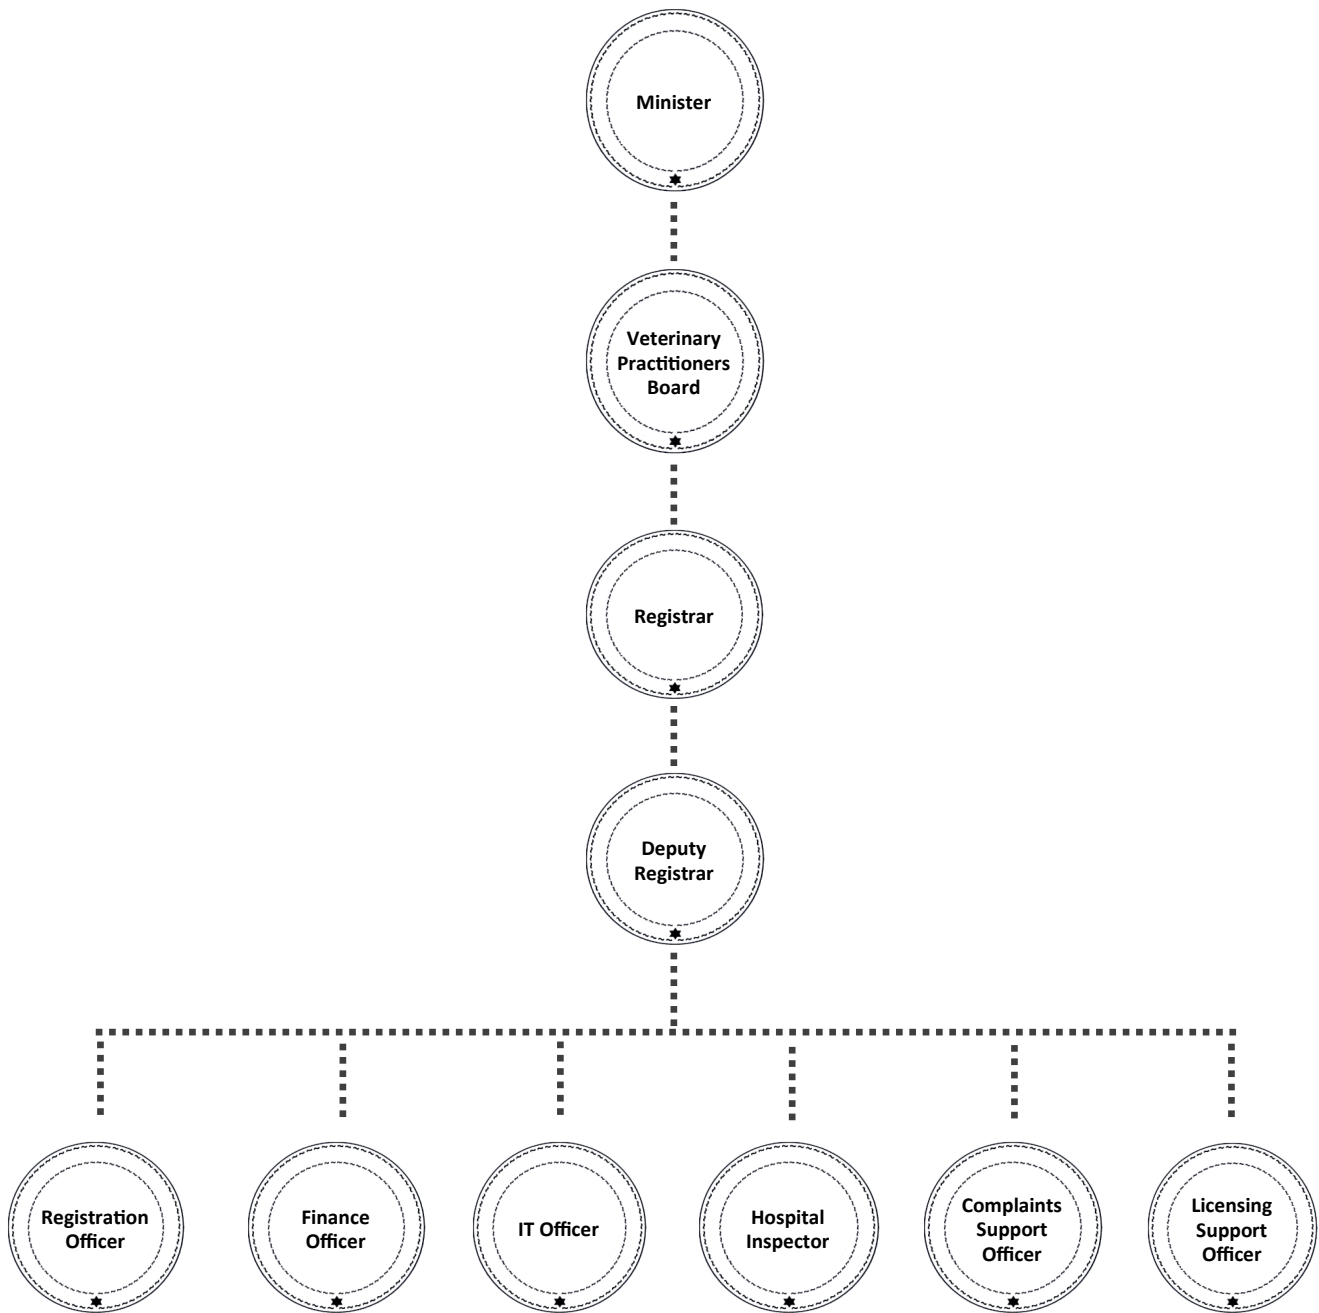 Minister
Veterinary
Practitioners
Board
Registrar
Deputy
Registrar
Registration
Officer
Finance
Officer
IT Officer
Hospital
Inspector
Complaints
Support
Officer
Licensing
Support
Officer